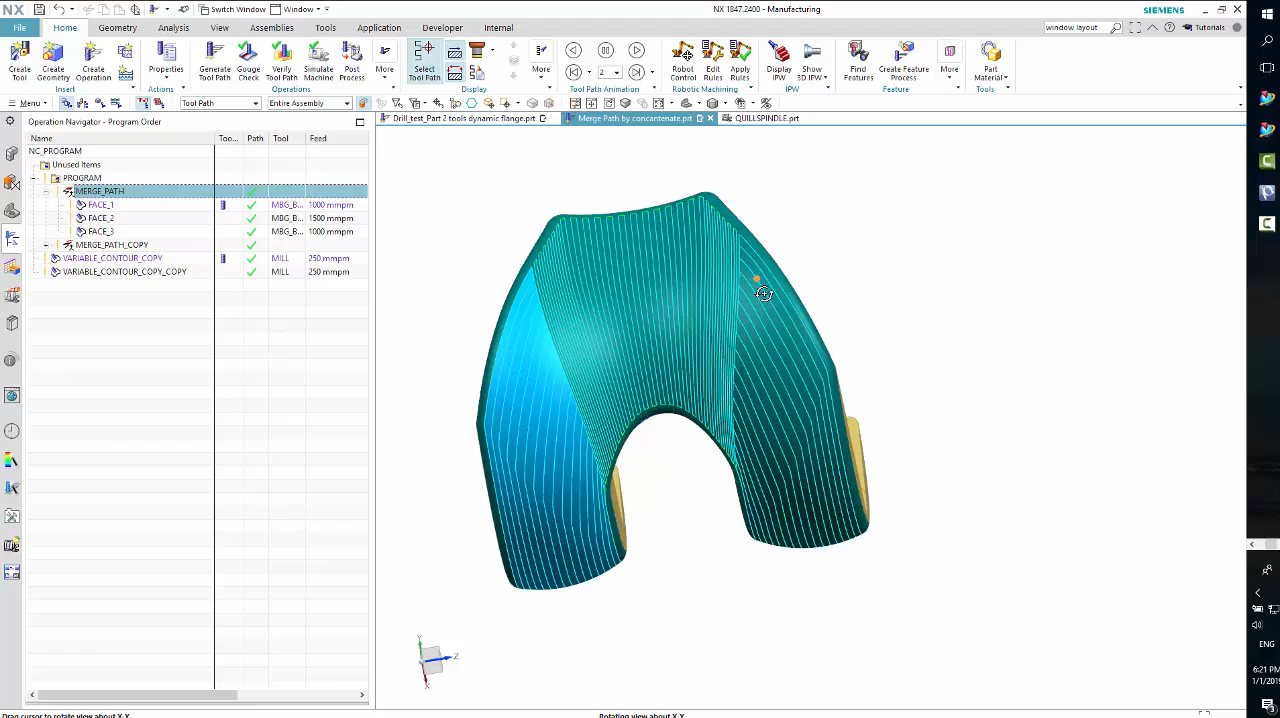 NX
Switch Window
Window
NX 1847.2400 - Manufacturing
SIEMENS
File
Home
Geometry
Analysis
View
Assemblies
Tools
Application
Developer
Internal
window layout
Tutorials
Create Tool
Create Geometry
Create Operation
Properties
Generate Tool Path
Gouge Check
Verify Tool Path
Simulate Machine
Post Process
More
Select Tool Path
More
2
Robot Control
Edit Rules
Apply Rules
Display IPW
Show 3D IPW
Find Features
Create Feature Process
More
Part Material
Insert
Actions
Operations
Display
Tool Path Animation
Robotic Machining
IPW
Feature
Tools
Menu
Tool Path
Entire Assembly
Operation Navigator - Program Order
Drill_test_Part 2 tools dynamic flange.prt
Merge Path by concantenate.prt
QUILLSPINDLE.prt
Name Too... Path Tool Feed
NC_PROGRAM
Unused Items
PROGRAM
MERGE_PATH
FACE_1 MBG_B... 1000 mmpm
FACE_2 MBG_B... 1500 mmpm
FACE_3 MBG_B... 1000 mmpm
MERGE_PATH_COPY
VARIABLE_CONTOUR_COPY MILL 250 mmpm
VARIABLE_CONTOUR_COPY_COPY MILL 250 mmpm
Y
Z
X
ENG
6:21 PM
1/1/201
Drag cursor to rotate view about X-Y
Rotating view about X-Y